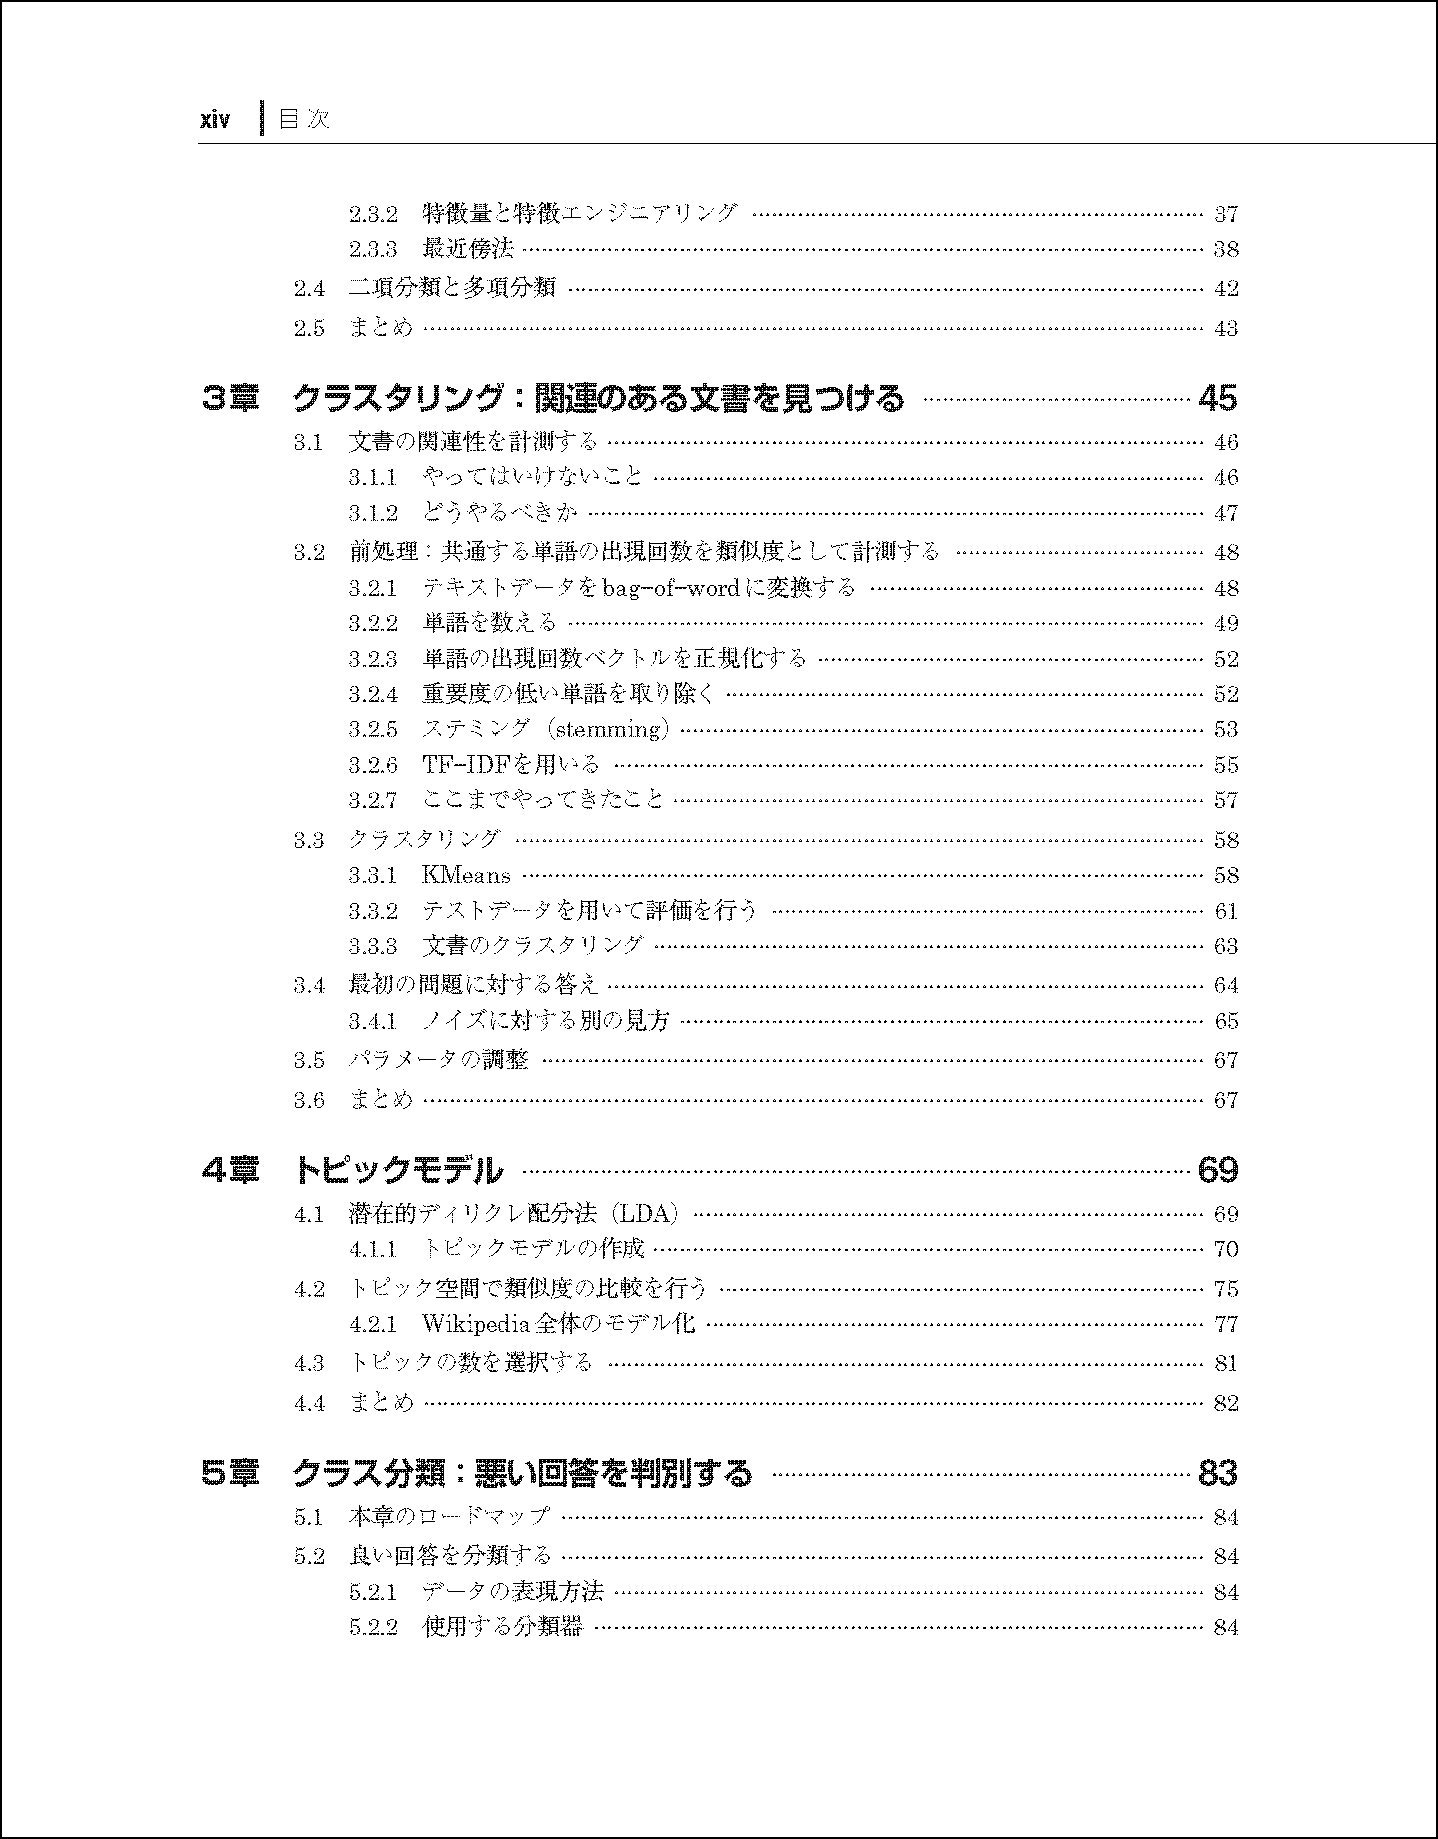 xiv 目次
2.3.2 特徴量と特徴エンジニアリング 37
2.3.3 最近傍法 38
2.4 二項分類と多項分類 42
2.5 まとめ 43
3章 クラスタリング：関連のある文書を見つける 45
3.1 文書の関連性を計測する 46
3.1.1 やってはいけないこと 46
3.1.2 どうやるべきか 47
3.2 前処理：共通する単語の出現回数を類似度として計測する 48
3.2.1 テキストデータをbag-of-wordに変換する 48
3.2.2 単語を数える 49
3.2.3 単語の出現回数ベクトルを正規化する 52
3.2.4 重要度の低い単語を取り除く 52
3.2.5 ステミング（stemming） 53
3.2.6 TF-IDFを用いる 55
3.2.7 ここまでやってきたこと 57
3.3 クラスタリング 58
3.3.1 KMeans 58
3.3.2 テストデータを用いて評価を行う 61
3.3.3 文書のクラスタリング 63
3.4 最初の問題に対する答え 64
3.4.1 ノイズに対する別の見方 65
3.5 パラメータの調整 67
3.6 まとめ 67
4章 トピックモデル 69
4.1 潜在的ディリクレ配分法（LDA） 69
4.1.1 トピックモデルの作成 70
4.2 トピック空間で類似度の比較を行う 75
4.2.1 Wikipedia全体のモデル化 77
4.3 トピックの数を選択する 81
4.4 まとめ 82
5章 クラス分類：悪い回答を判別する 83
5.1 本章のロードマップ 84
5.2 良い回答を分類する 84
5.2.1 データの表現方法 84
5.2.2 使用する分類器 84